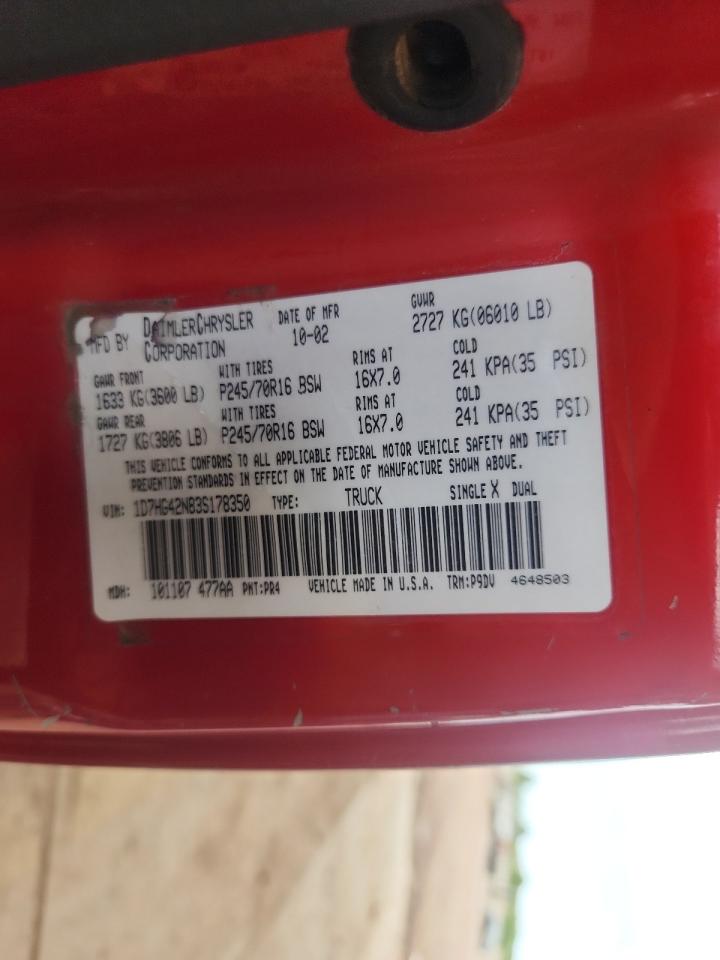 MFD BY DAIMLERCHRYSLER CORPORATION DATE OF MFR 10-02 GVWR 2727 KG(06010 LB)
GAWR FRONT WITH TIRES RIMS AT COLD
1633 KG(3600 LB) P245/70R16 BSW 16X7.0 241 KPA(35 PSI)
GAWR REAR WITH TIRES RIMS AT COLD
1727 KG(3806 LB) P245/70R16 BSW 16X7.0 241 KPA(35 PSI)
THIS VEHICLE CONFORMS TO ALL APPLICABLE FEDERAL MOTOR VEHICLE SAFETY AND THEFT
PREVENTION STANDARDS IN EFFECT ON THE DATE OF MANUFACTURE SHOWN ABOVE.
VIN: 1D7HG42N83S178350 TYPE: TRUCK SINGLE X DUAL
MDH: 101107 477AA PNT:PR4 VEHICLE MADE IN U.S.A. TRM:P9DV 4648503